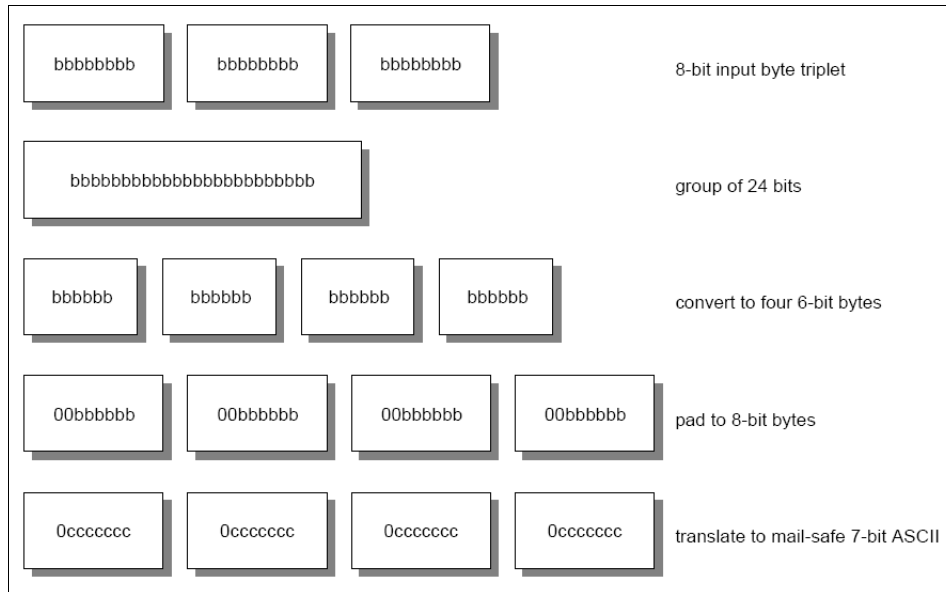 bbbbbbbb bbbbbbbb bbbbbbbb 8-bit input byte triplet
bbbbbbbbbbbbbbbbbbbbbbbb group of 24 bits
bbbbbb bbbbbb bbbbbb bbbbbb convert to four 6-bit bytes
00bbbbbb 00bbbbbb 00bbbbbb 00bbbbbb pad to 8-bit bytes
0ccccccc 0ccccccc 0ccccccc 0ccccccc translate to mail-safe 7-bit ASCII